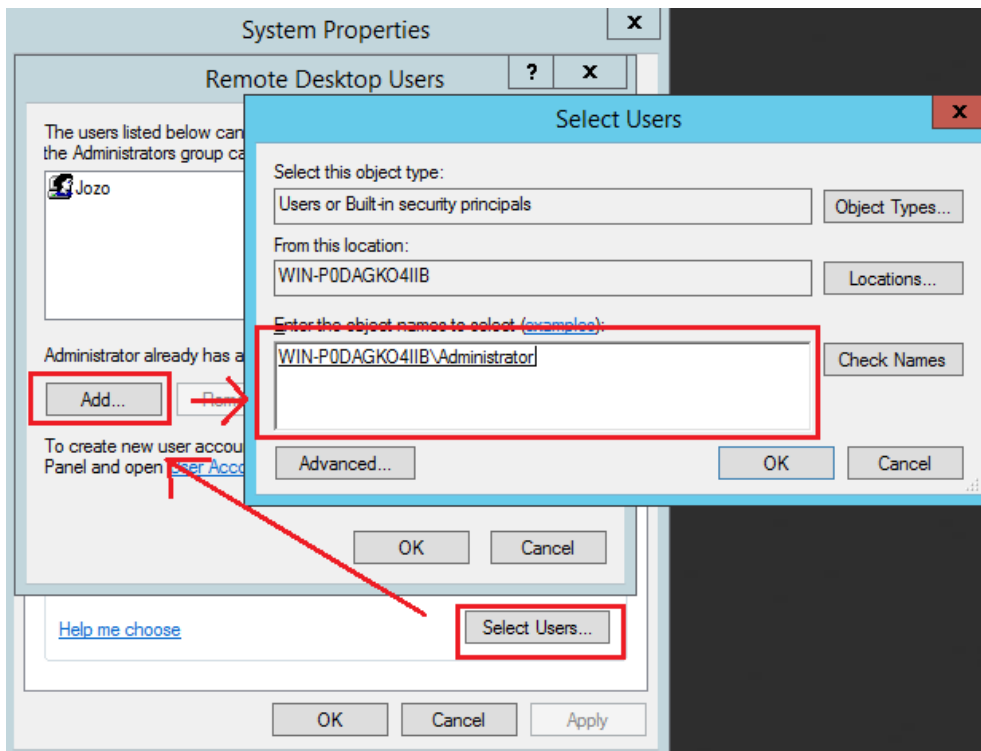 System Properties
x
Remote Desktop Users
?
x
Select Users
x
The users listed below can
the Administrators group ca
Jozo
Select this object type:
Users or Built-in security principals
Object Types...
From this location:
WIN-P0DAGKO4IIB
Locations...
Enter the object names to select (examples):
WIN-P0DAGKO4IIB\Administrator
Check Names
Administrator already has a
Add...
To create new user accou
Panel and open User Acco
Advanced...
OK
Cancel
OK
Cancel
Help me choose
Select Users...
OK
Cancel
Apply